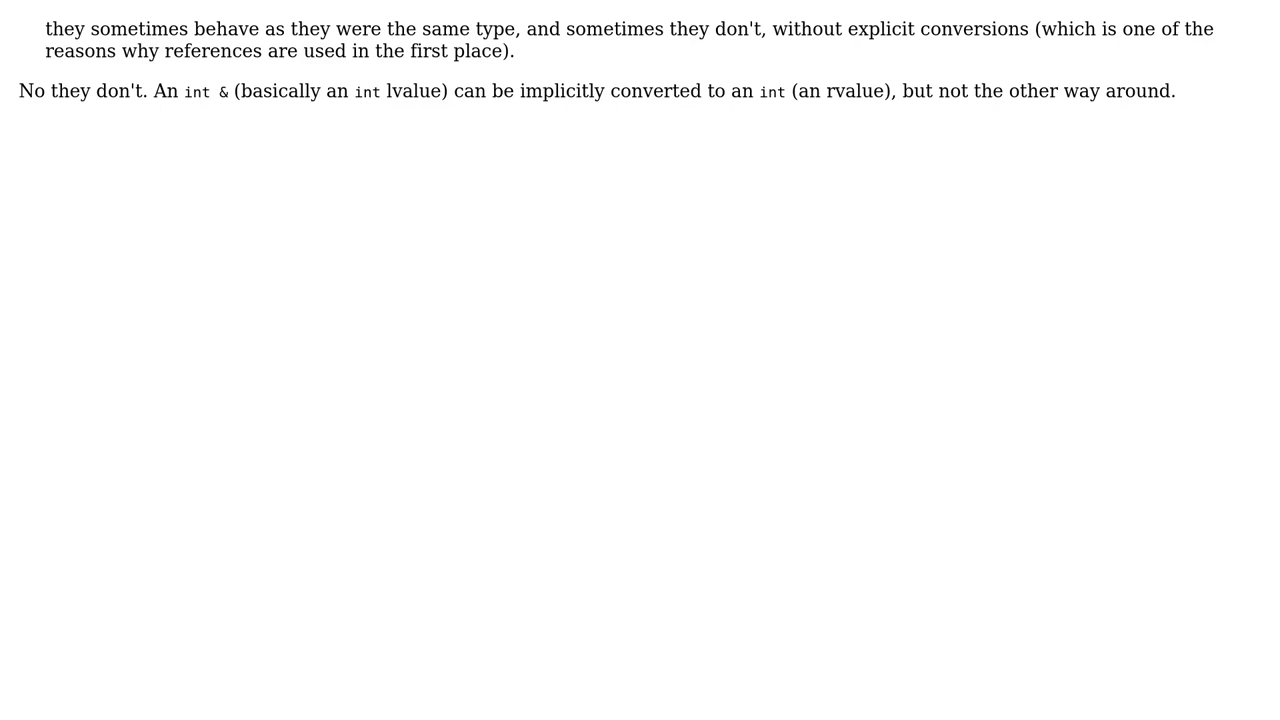 they sometimes behave as they were the same type, and sometimes they don't, without explicit conversions (which is one of the
reasons why references are used in the first place).
No they don't. An int & (basically an int lvalue) can be implicitly converted to an int (an rvalue), but not the other way around.